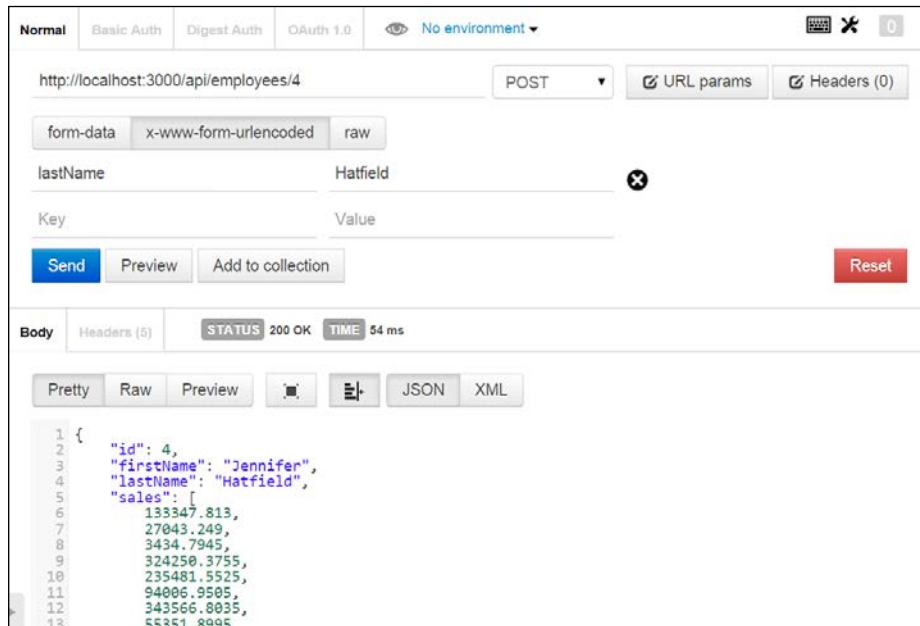 Normal Basic Auth Digest Auth OAuth 1.0 No environment 0
http://localhost:3000/api/employees/4 POST URL params Headers (0)
form-data x-www-form-urlencoded raw
lastName Hatfield
Key Value
Send Preview Add to collection Reset
Body Headers (5) STATUS 200 OK TIME 54 ms
Pretty Raw Preview JSON XML
1 {
2 "id": 4,
3 "firstName": "Jennifer",
4 "lastName": "Hatfield",
5 "sales": [
6 133347.813,
7 27043.249,
8 3434.7945,
9 324250.3755,
10 235481.5525,
11 94006.9505,
12 343566.8035,
13 55351.8995